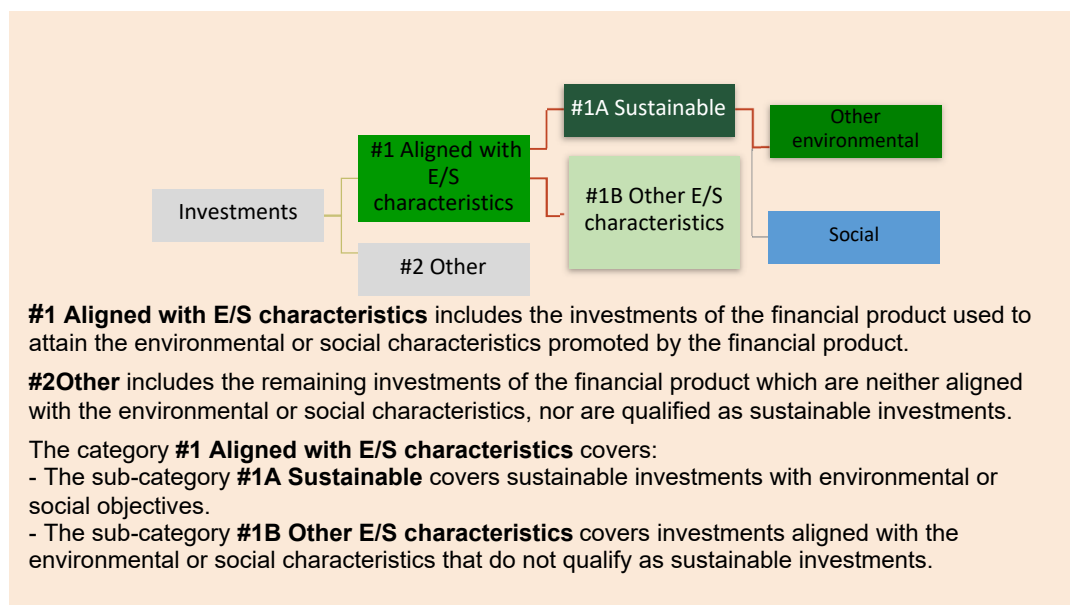 #1A Sustainable
Other
environmental
#1 Aligned with
E/S
characteristics
#1B Other E/S
characteristics
Investments
Social
#2 Other
#1 Aligned with E/S characteristics includes the investments of the financial product used to
attain the environmental or social characteristics promoted by the financial product.
#2Other includes the remaining investments of the financial product which are neither aligned
with the environmental or social characteristics, nor are qualified as sustainable investments.
The category #1 Aligned with E/S characteristics covers:
- The sub-category #1A Sustainable covers sustainable investments with environmental or
social objectives.
- The sub-category #1B Other E/S characteristics covers investments aligned with the
environmental or social characteristics that do not qualify as sustainable investments.